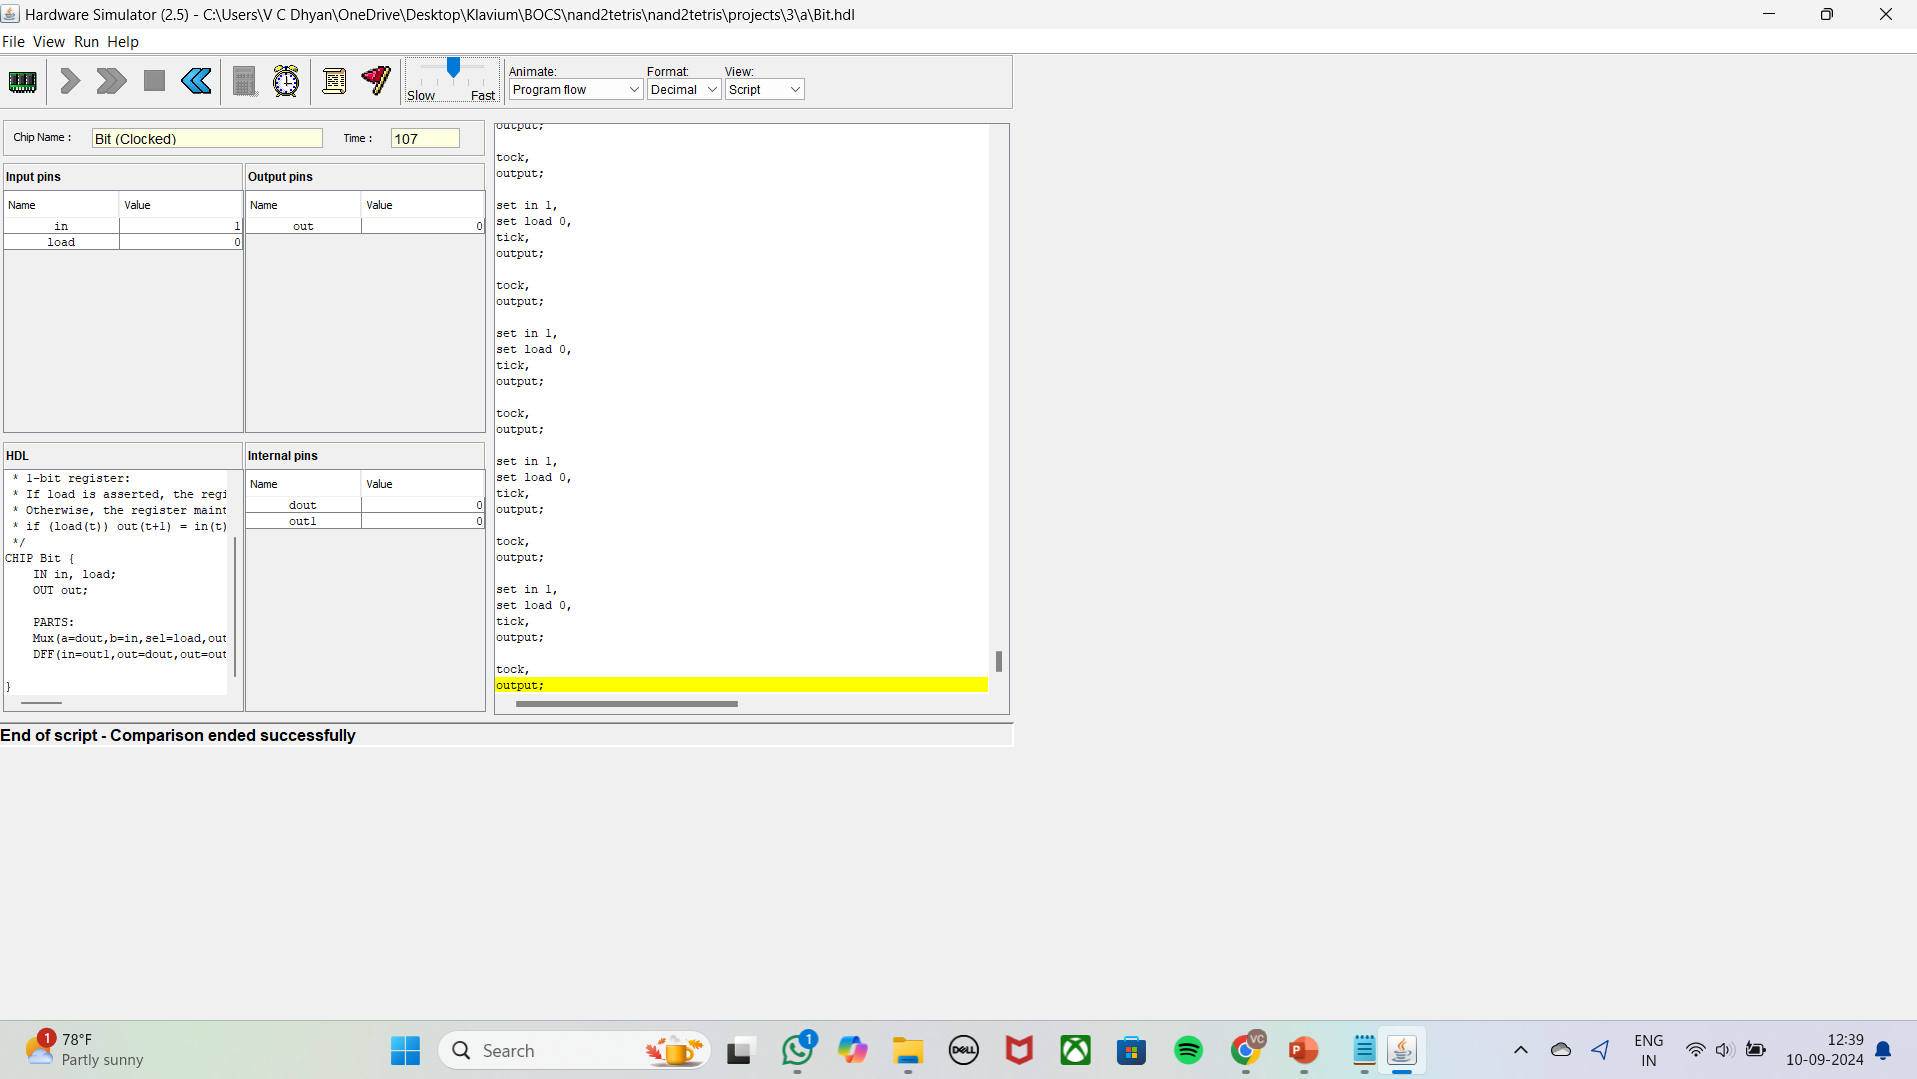 Hardware Simulator (2.5) - C:\Users\V C Dhyan\OneDrive\Desktop\Klavium\BOCS\nand2tetris\nand2tetris\projects\3\a\Bit.hdl
File View Run Help
Slow Fast
Animate:
Program flow
Format:
Decimal
View:
Script
Chip Name :
Bit (Clocked)
Time :
107
Input pins
Name Value
in 1
load 0
Output pins
Name Value
out 0
HDL
* 1-bit register:
* If load is asserted, the regi
* Otherwise, the register maint
* if (load(t)) out(t+1) = in(t)
*/
CHIP Bit {
IN in, load;
OUT out;
PARTS:
Mux(a=dout,b=in,sel=load,out
DFF(in=out1,out=dout,out=out
}
Internal pins
Name Value
dout 0
out1 0
output;
tock,
output;
set in 1,
set load 0,
tick,
output;
tock,
output;
set in 1,
set load 0,
tick,
output;
tock,
output;
set in 1,
set load 0,
tick,
output;
tock,
output;
set in 1,
set load 0,
tick,
output;
tock,
output;
End of script - Comparison ended successfully
1
78°F
Partly sunny
Search
1
DELL
VC
P
ENG
IN
12:39
10-09-2024